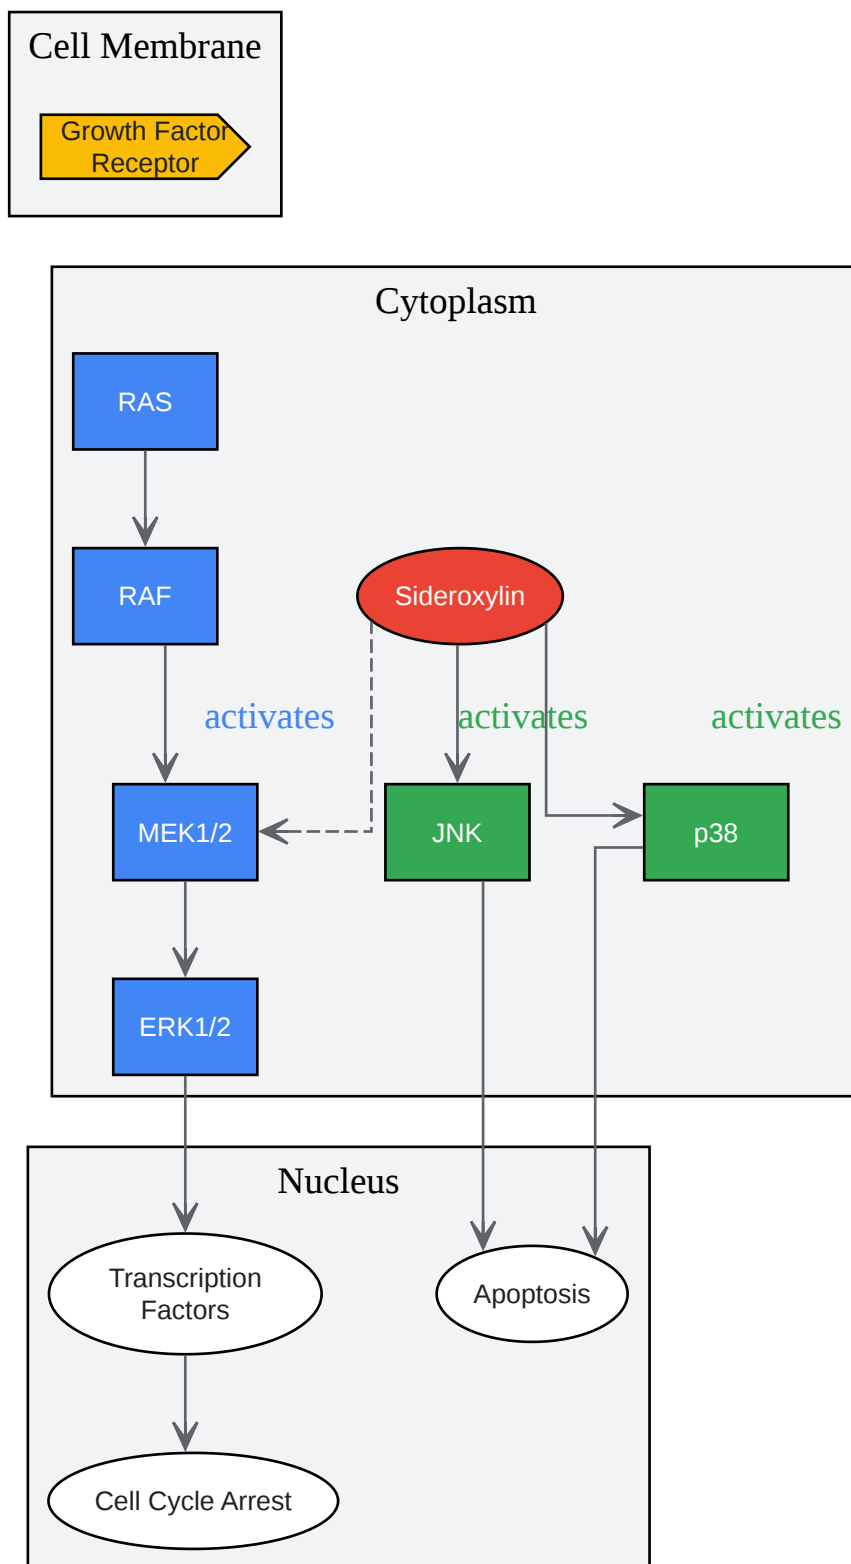 Cell Membrane
Growth Factor
Receptor
Cytoplasm
RAS
RAF
Sideroxylin
activates
activates
activates
MEK1/2
JNK
p38
ERK1/2
Nucleus
Transcription
Factors
Apoptosis
Cell Cycle Arrest